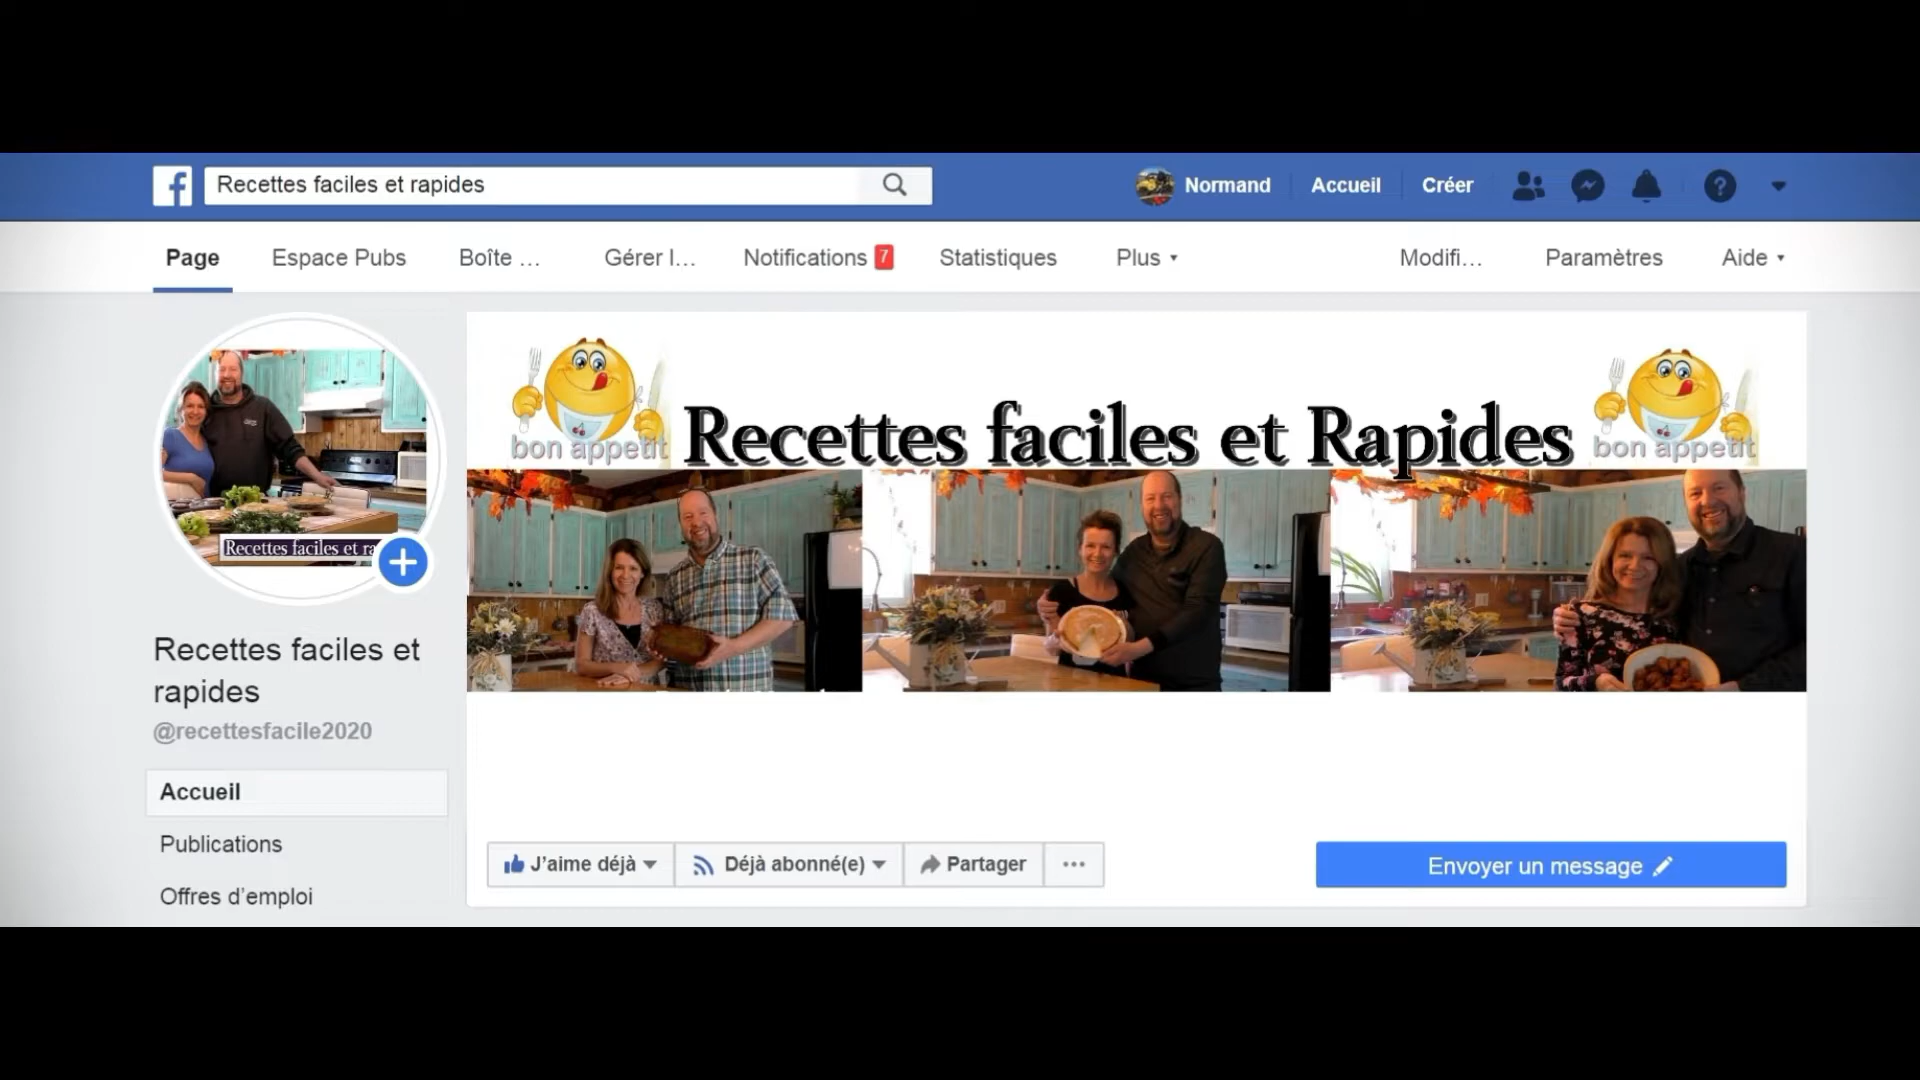 Recettes faciles et rapides
Normand
Accueil
Créer
Page
Espace Pubs
Boîte ...
Gérer l...
Notifications 7
Statistiques
Plus
Modifi...
Paramètres
Aide
bon appetit
Recettes faciles et Rapides
bon appetit
Recettes faciles et ra
Recettes faciles et
rapides
@recettesfacile2020
Accueil
Publications
Offres d'emploi
J'aime déjà
Déjà abonné(e)
Partager
Envoyer un message